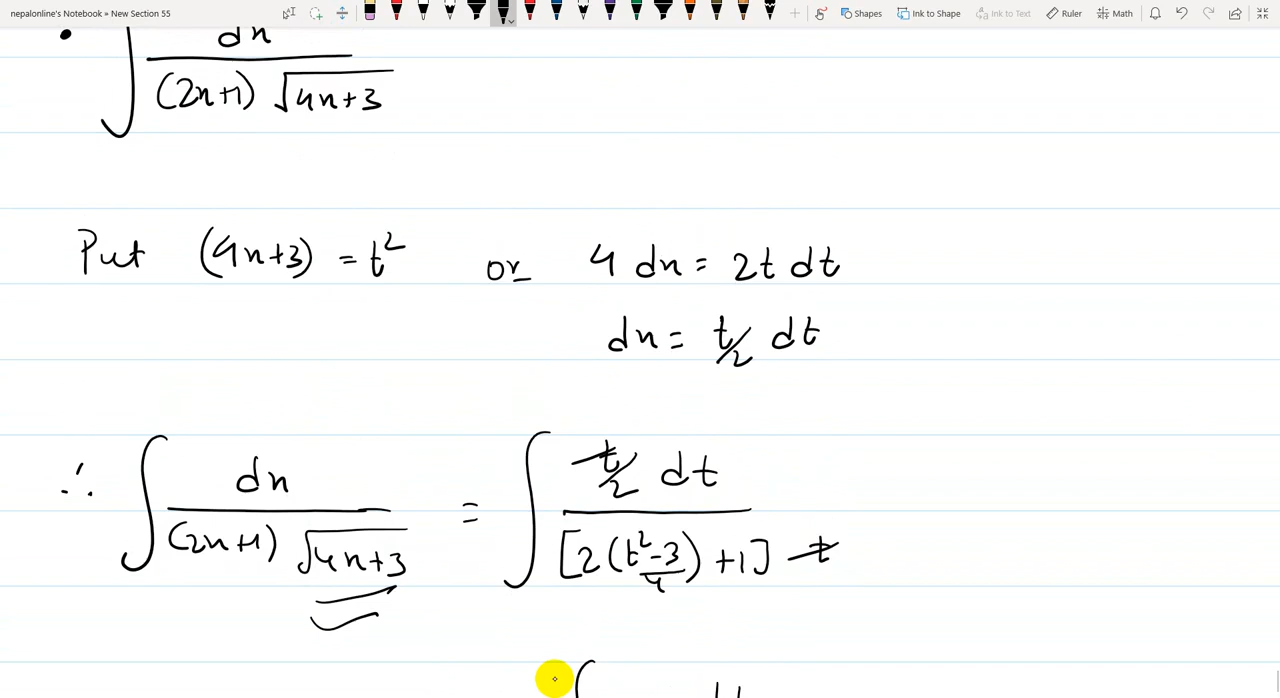 nepalonline's Notebook » New Section 55
Shapes Ink to Shape Ink to Text Ruler Math
• ∫ dx / (2x+1) √4x+3
Put (4x+3) = t² or 4 dx = 2t dt
dx = t/2 dt
∴ ∫ dx / (2x+1) √4x+3 = ∫ t/2 dt / [2(t²-3/4)+1] t